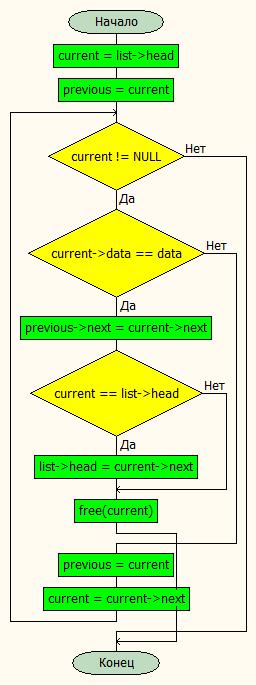 Начало
current = list->head
previous = current
current != NULL
Нет
Да
current->data == data
Нет
Да
previous->next = current->next
current == list->head
Нет
Да
list->head = current->next
free(current)
previous = current
current = current->next
Конец